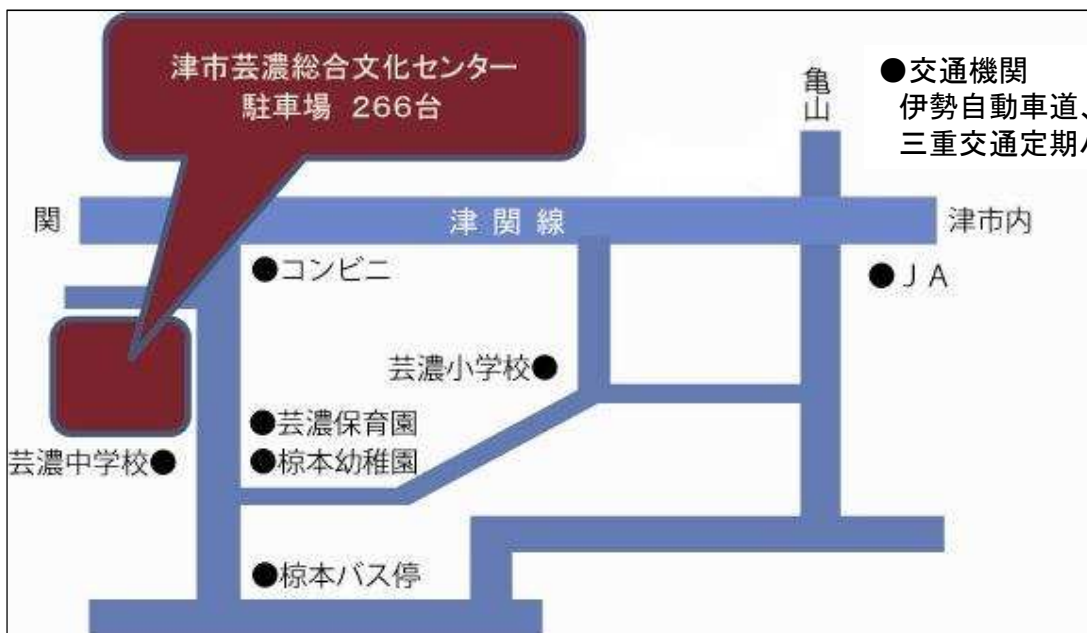 津市芸濃総合文化センター
駐車場 266台
亀山
●交通機関
伊勢自動車道、
三重交通定期バ
関
津関線
津市内
●コンビニ
●JA
芸濃小学校●
●芸濃保育園
●椋本幼稚園
芸濃中学校●
●椋本バス停